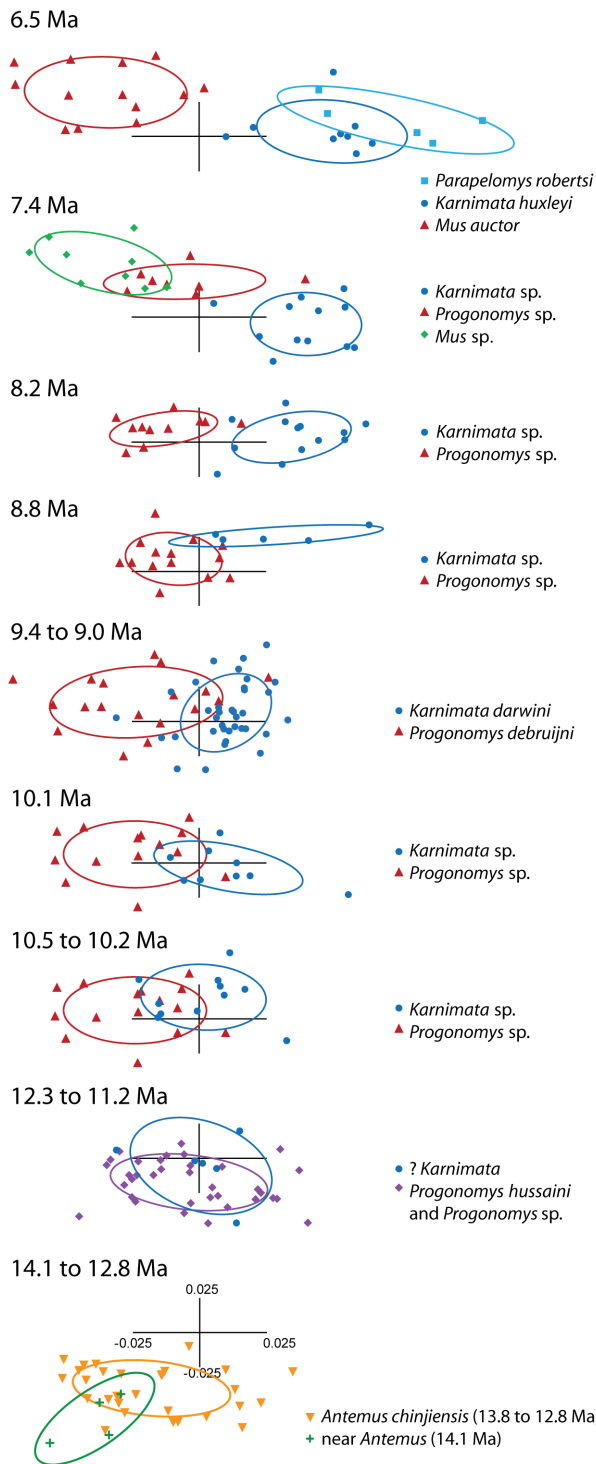 6.5 Ma
Parapelomys robertsi
Karnimata huxleyi
Mus auctor
7.4 Ma
Karnimata sp.
Progonomys sp.
Mus sp.
8.2 Ma
Karnimata sp.
Progonomys sp.
8.8 Ma
Karnimata sp.
Progonomys sp.
9.4 to 9.0 Ma
Karnimata darwini
Progonomys debruijni
10.1 Ma
Karnimata sp.
Progonomys sp.
10.5 to 10.2 Ma
Karnimata sp.
Progonomys sp.
12.3 to 11.2 Ma
? Karnimata
Progonomys hussaini
and Progonomys sp.
14.1 to 12.8 Ma
0.025
-0.025
0.025
-0.025
Antemus chinjiensis (13.8 to 12.8 Ma
near Antemus (14.1 Ma)